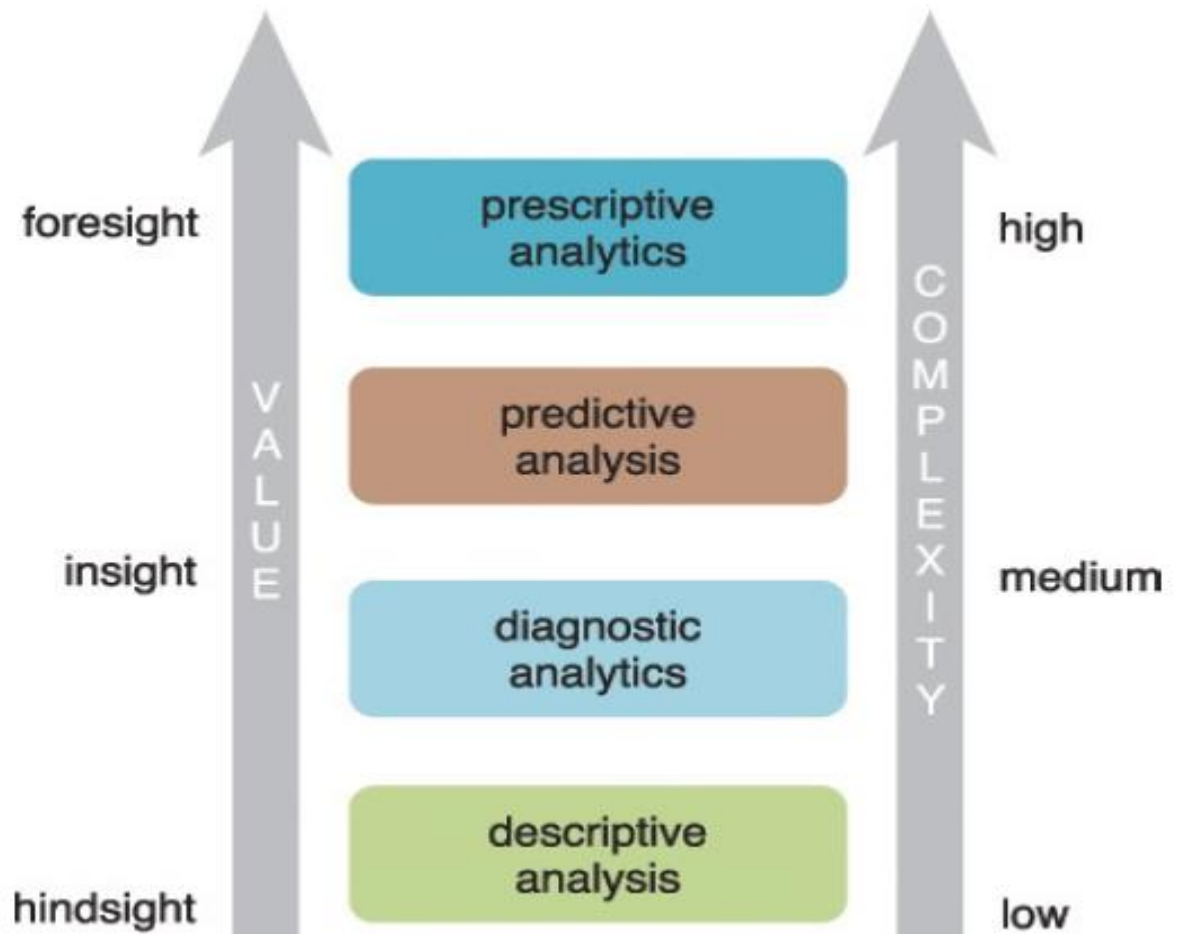 foresight
prescriptive
analytics
high
predictive
analysis
VALUE
COMPLEXITY
insight
medium
diagnostic
analytics
descriptive
analysis
hindsight
low